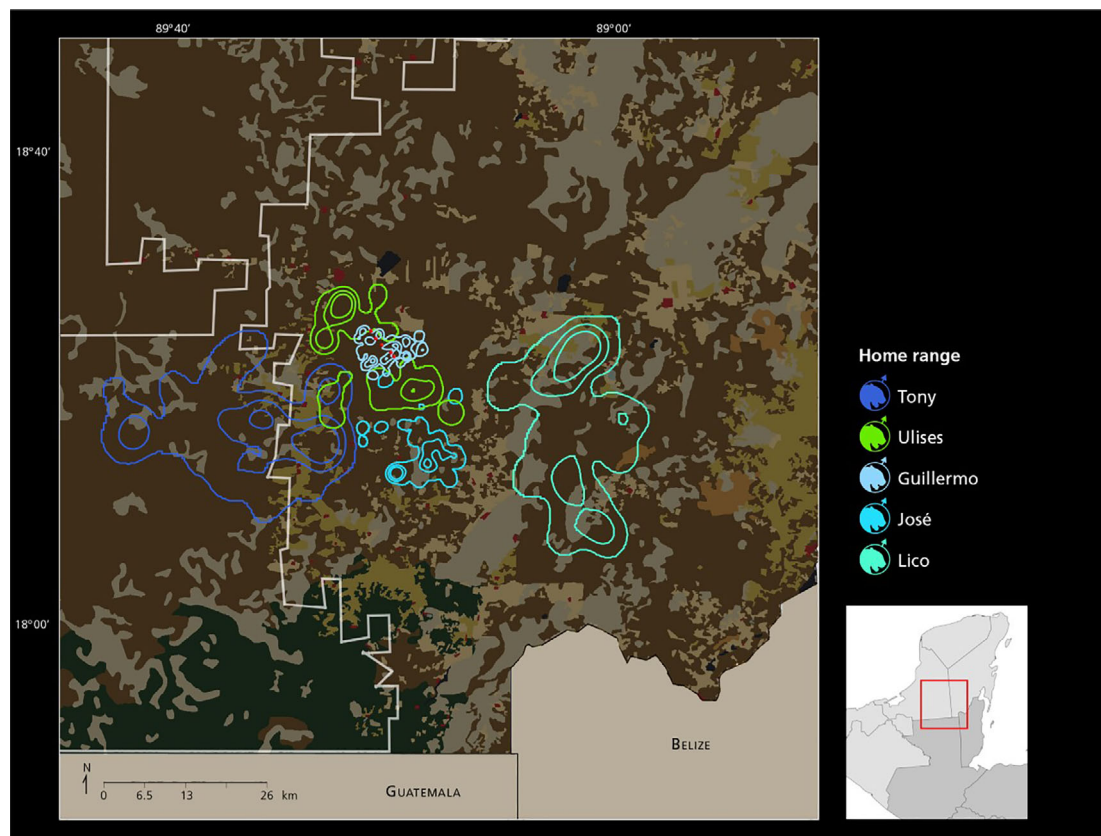 89°40’
89°00’
18°40’
Home range
Tony
Ulises
Guillermo
José
Lico
18°00’
N
0 6.5 13 26 km
GUATEMALA
BELIZE